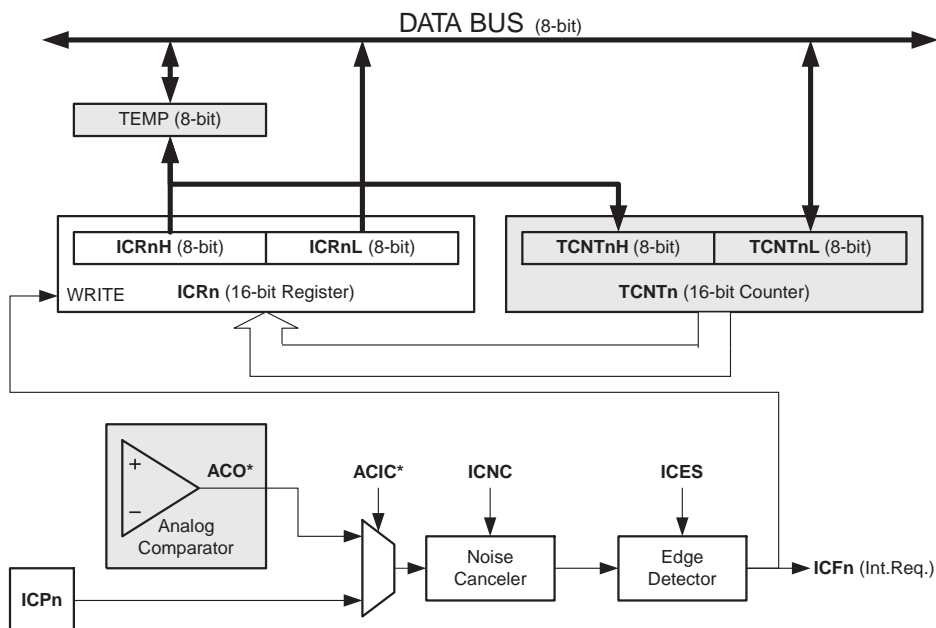 DATA BUS (8-bit)
TEMP (8-bit)
ICRnH (8-bit)
ICRnL (8-bit)
TCNTnH (8-bit)
TCNTnL (8-bit)
WRITE
ICRn (16-bit Register)
TCNTn (16-bit Counter)
+
−
ACO*
Analog
Comparator
ACIC*
ICNC
ICES
Noise
Canceler
Edge
Detector
ICFn (Int.Req.)
ICPn